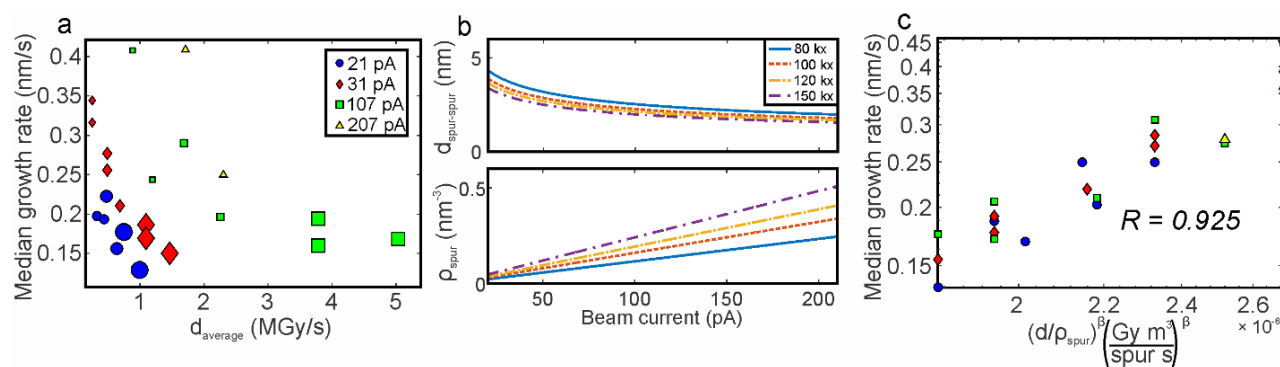 a
Median growth rate (nm/s)
0.4
0.35
0.3
0.25
0.2
0.15
1
2
3
4
5
d_average (MGy/s)
21 pA
31 pA
107 pA
207 pA
b
d_spur-spur (nm)
5
0
80 kx
100 kx
120 kx
150 kx
ρ_spur (nm^-3)
0.5
0
50
100
150
200
Beam current (pA)
c
Median growth rate (nm/s)
0.45
0.4
0.35
0.3
0.25
0.2
0.15
R = 0.925
2
2.2
2.4
2.6
× 10^-6
(d/ρ_spur)^β (Gy m^3 / spur s)^β